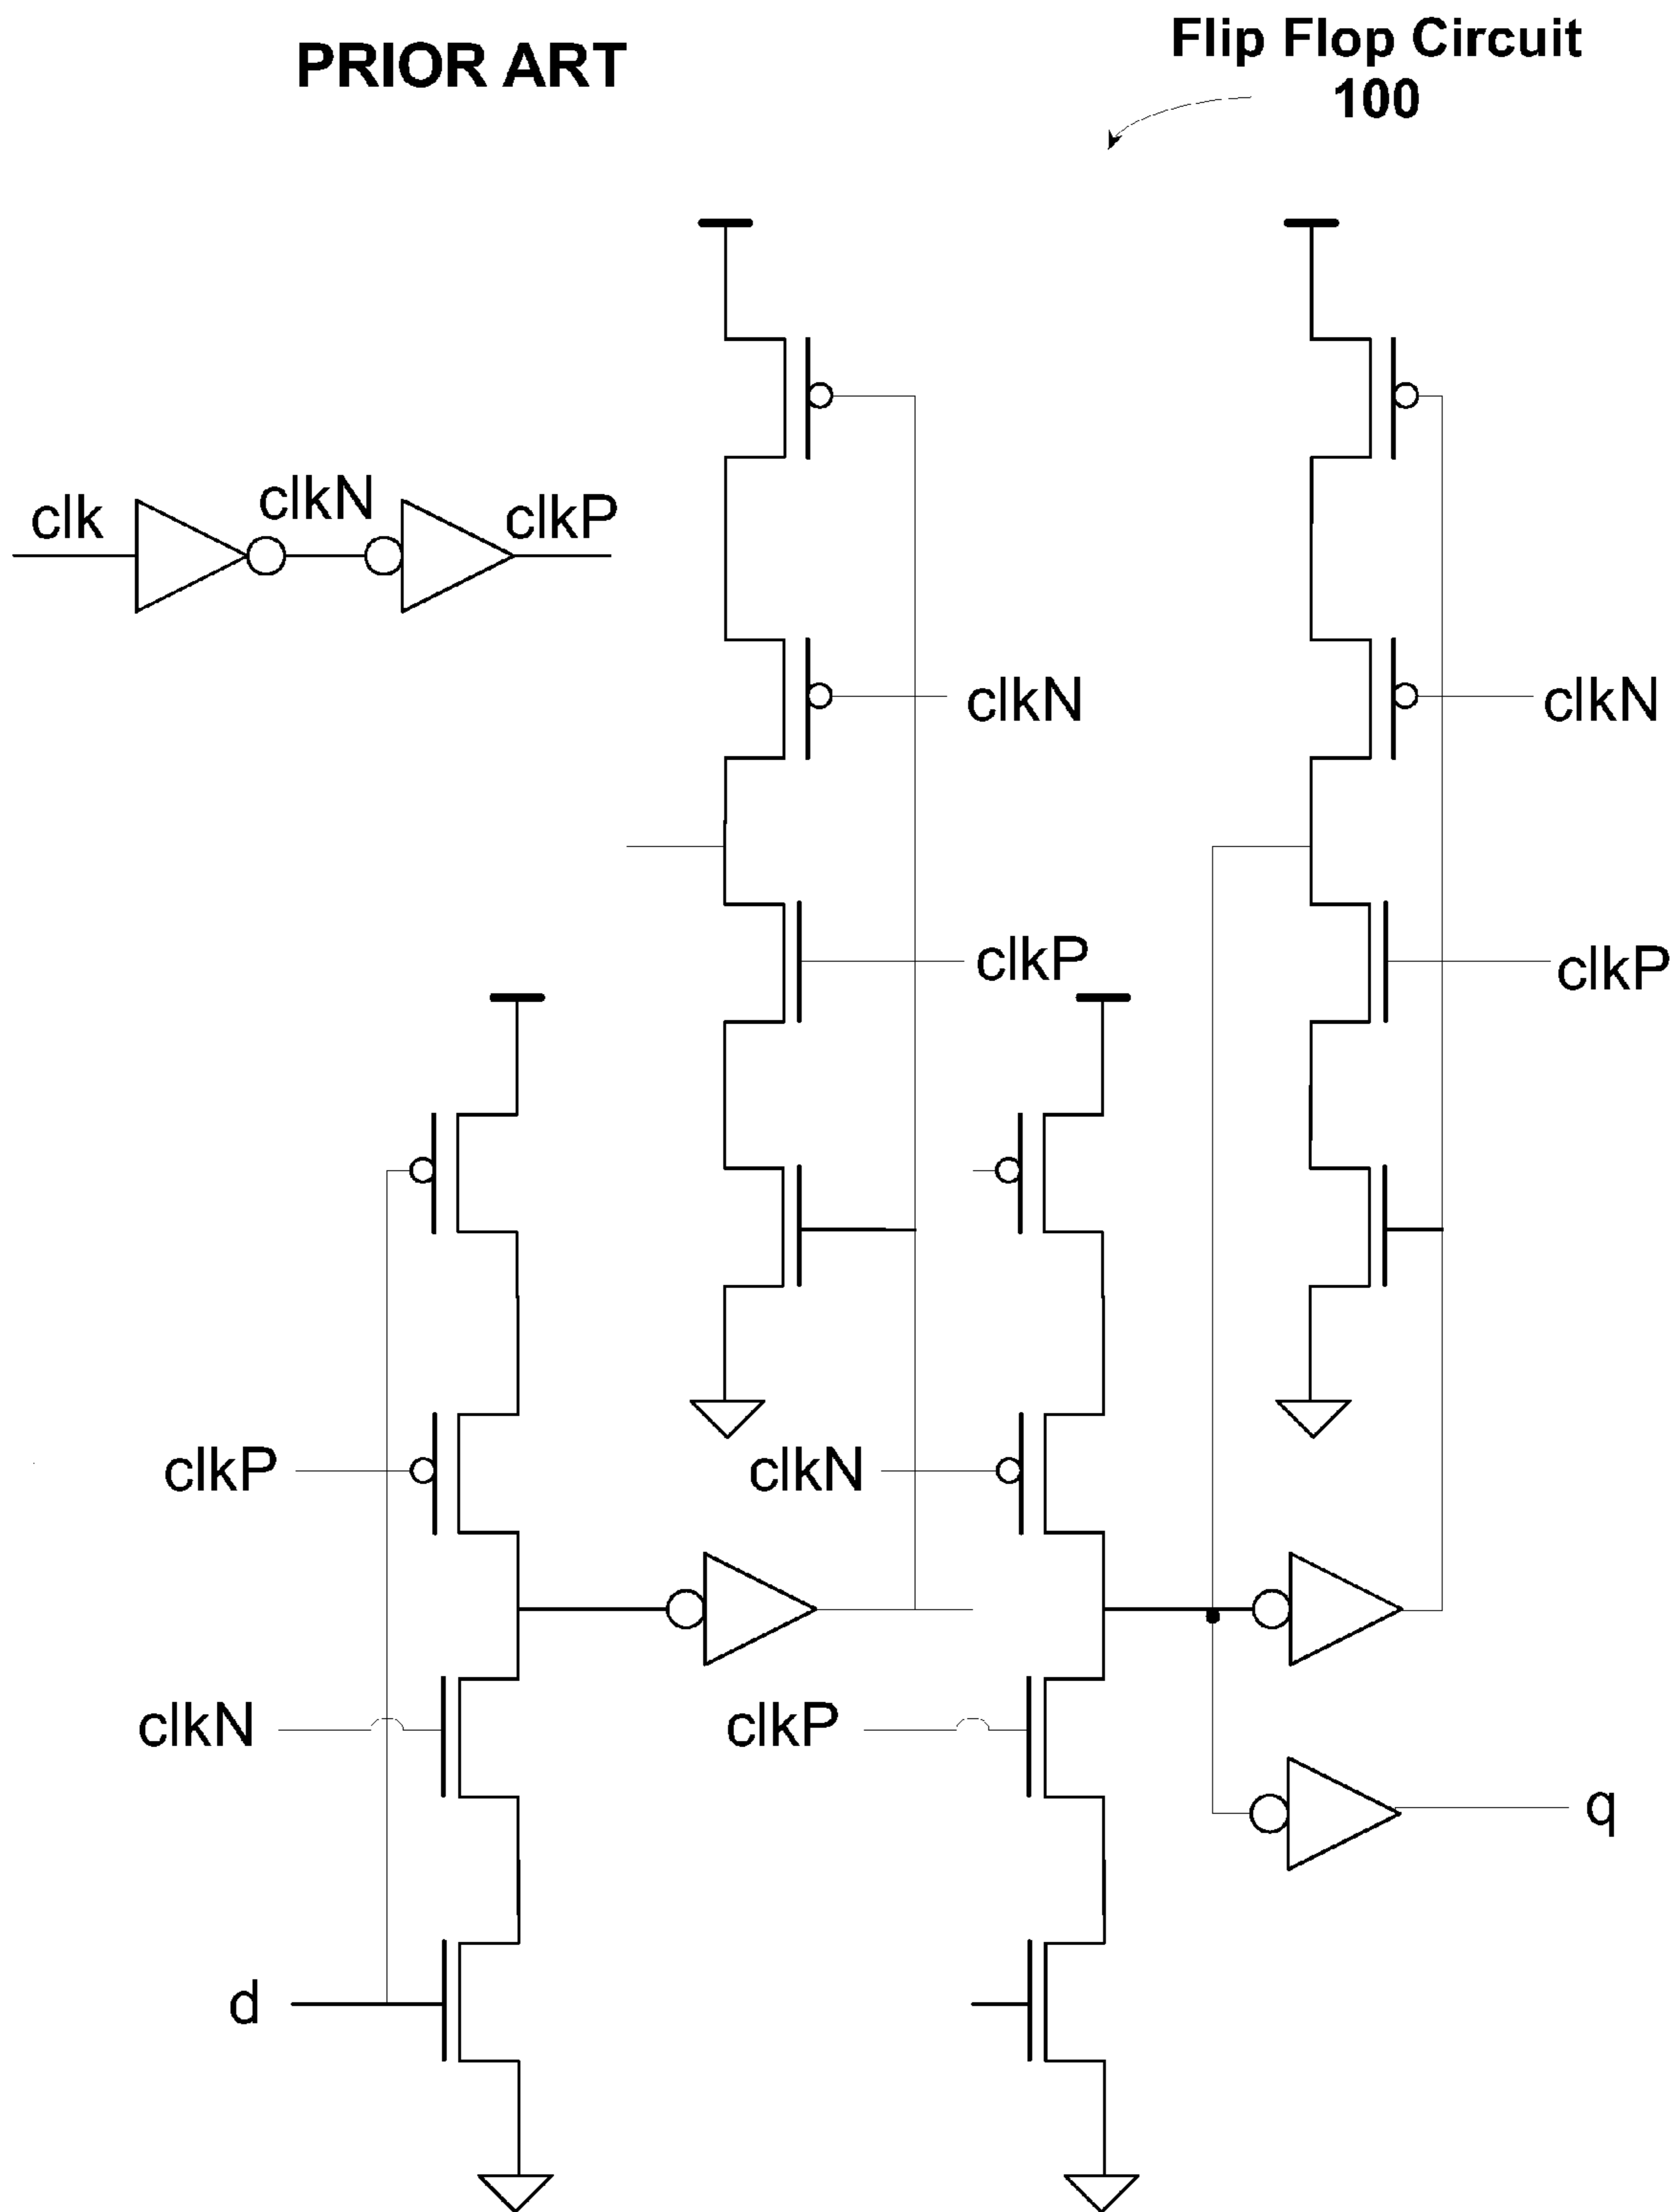 PRIOR ART
Flip Flop Circuit
100
clk
clkN
clkP
clkN
clkN
clkP
clkP
clkP
clkN
clkN
clkP
q
d